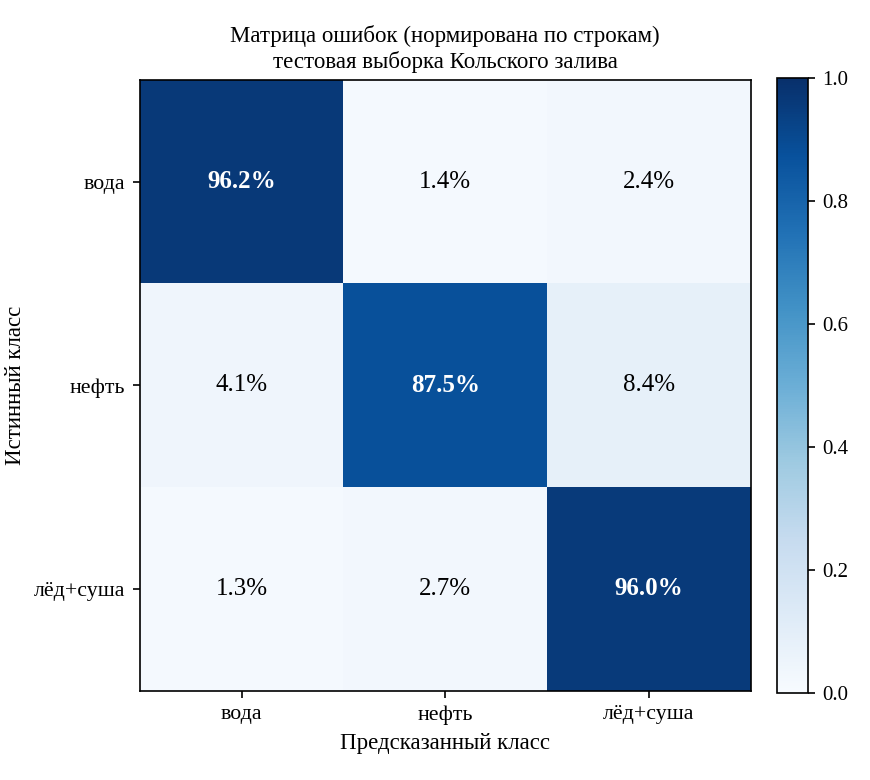 Матрица ошибок (нормирована по строкам)
тестовая выборка Кольского залива
Истинный класс
вода
96.2%
1.4%
2.4%
нефть
4.1%
87.5%
8.4%
лёд+суша
1.3%
2.7%
96.0%
вода
нефть
лёд+суша
Предсказанный класс
1.0
0.8
0.6
0.4
0.2
0.0